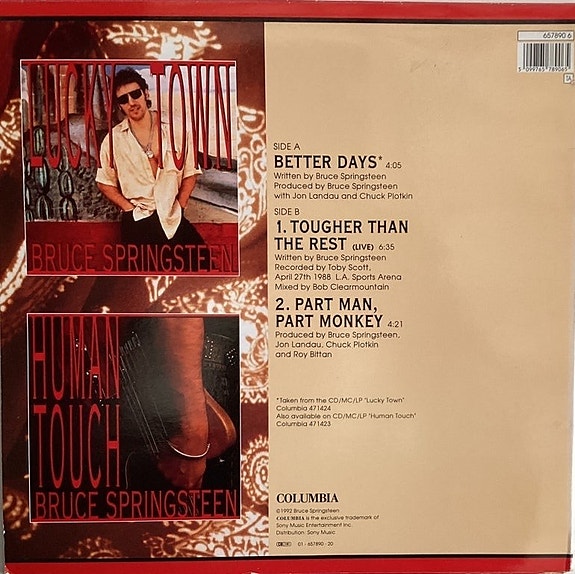 657890 6
5 099765 789065
LUCKY TOWN
BRUCE SPRINGSTEEN
HUMAN
TOUCH
BRUCE SPRINGSTEEN
SIDE A
BETTER DAYS* 4:05
Written by Bruce Springsteen
Produced by Bruce Springsteen
with Jon Landau and Chuck Plotkin
SIDE B
1. TOUGHER THAN
THE REST (LIVE) 6:35
Written by Bruce Springsteen
Recorded by Toby Scott,
April 27th 1988 L.A. Sports Arena
Mixed by Bob Clearmountain
2. PART MAN,
PART MONKEY 4:21
Produced by Bruce Springsteen,
Jon Landau, Chuck Plotkin
and Roy Bittan
*Taken from the CD/MC/LP 'Lucky Town'
Columbia 471424
Also available on CD/MC/LP 'Human Touch'
Columbia 471423
COLUMBIA
©1992 Bruce Springsteen
COLUMBIA is the exclusive trademark of
Sony Music Entertainment Inc.
Distribution: Sony Music
01 - 657890 - 20